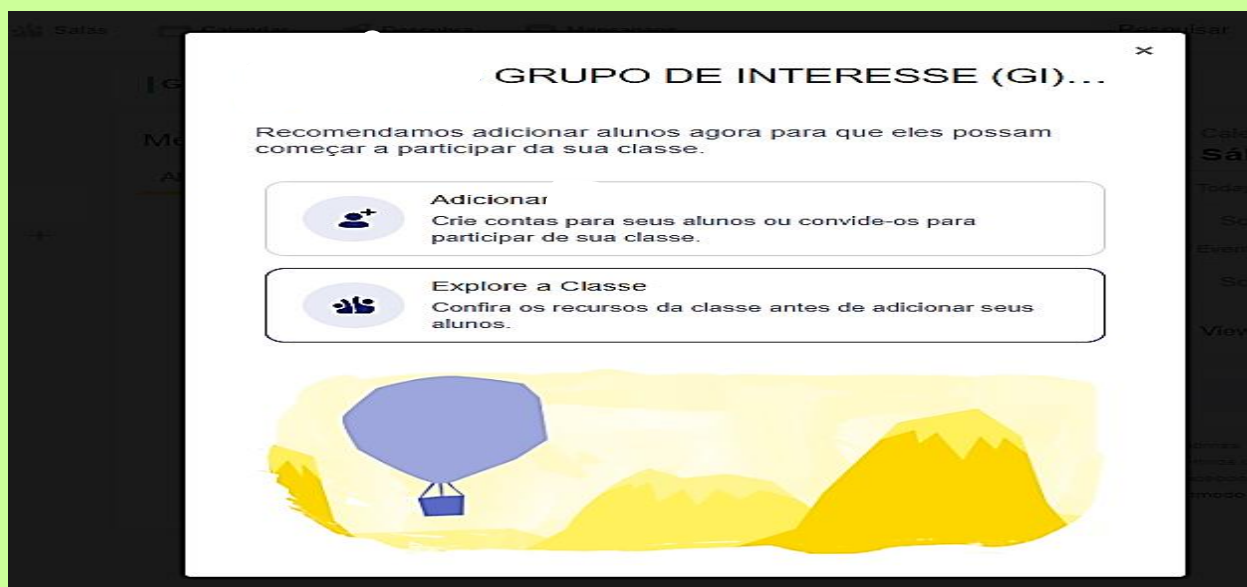 Salas
Pesquisar
×
GRUPO DE INTERESSE (GI)...
Recomendamos adicionar alunos agora para que eles possam
começar a participar da sua classe.
Adicionar
Crie contas para seus alunos ou convide-os para
participar de sua classe.
Explore a Classe
Confira os recursos da classe antes de adicionar seus
alunos.